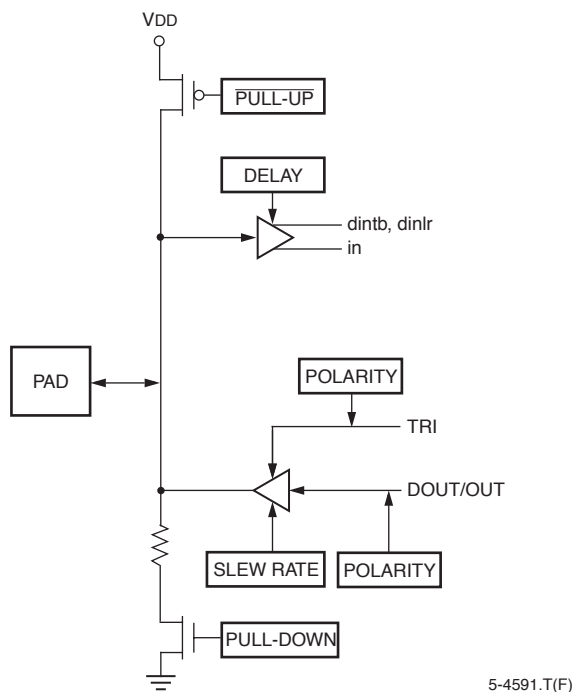 VDD
PULL-UP
DELAY
dintb, dinlr
in
PAD
POLARITY
TRI
DOUT/OUT
SLEW RATE
POLARITY
PULL-DOWN
5-4591.T(F)